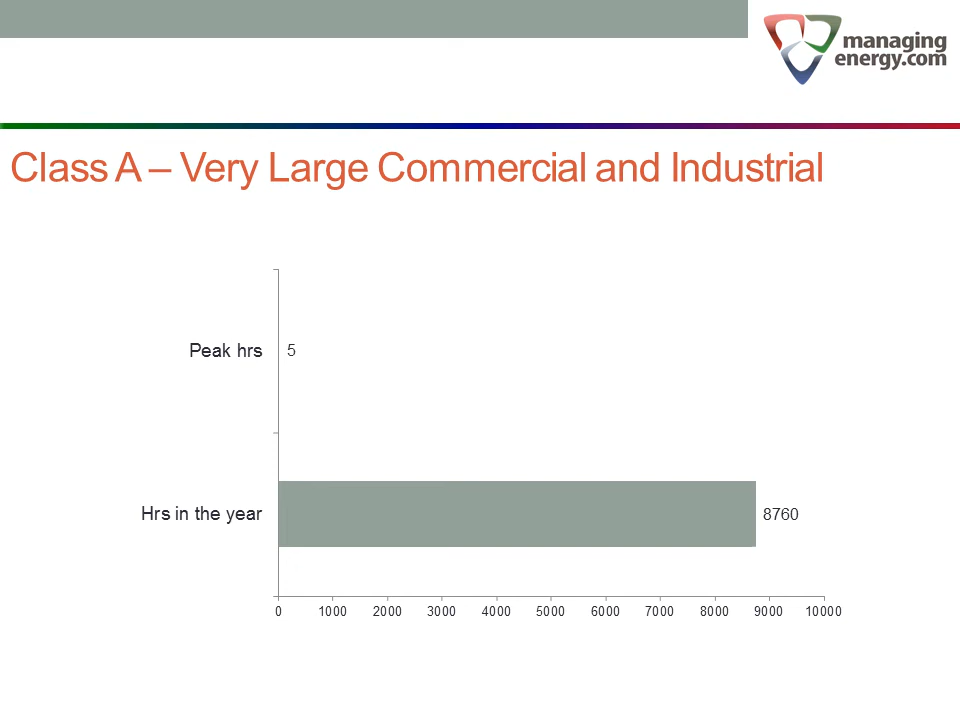 managing
energy.com
Class A – Very Large Commercial and Industrial
Peak hrs
5
Hrs in the year
8760
0 1000 2000 3000 4000 5000 6000 7000 8000 9000 10000